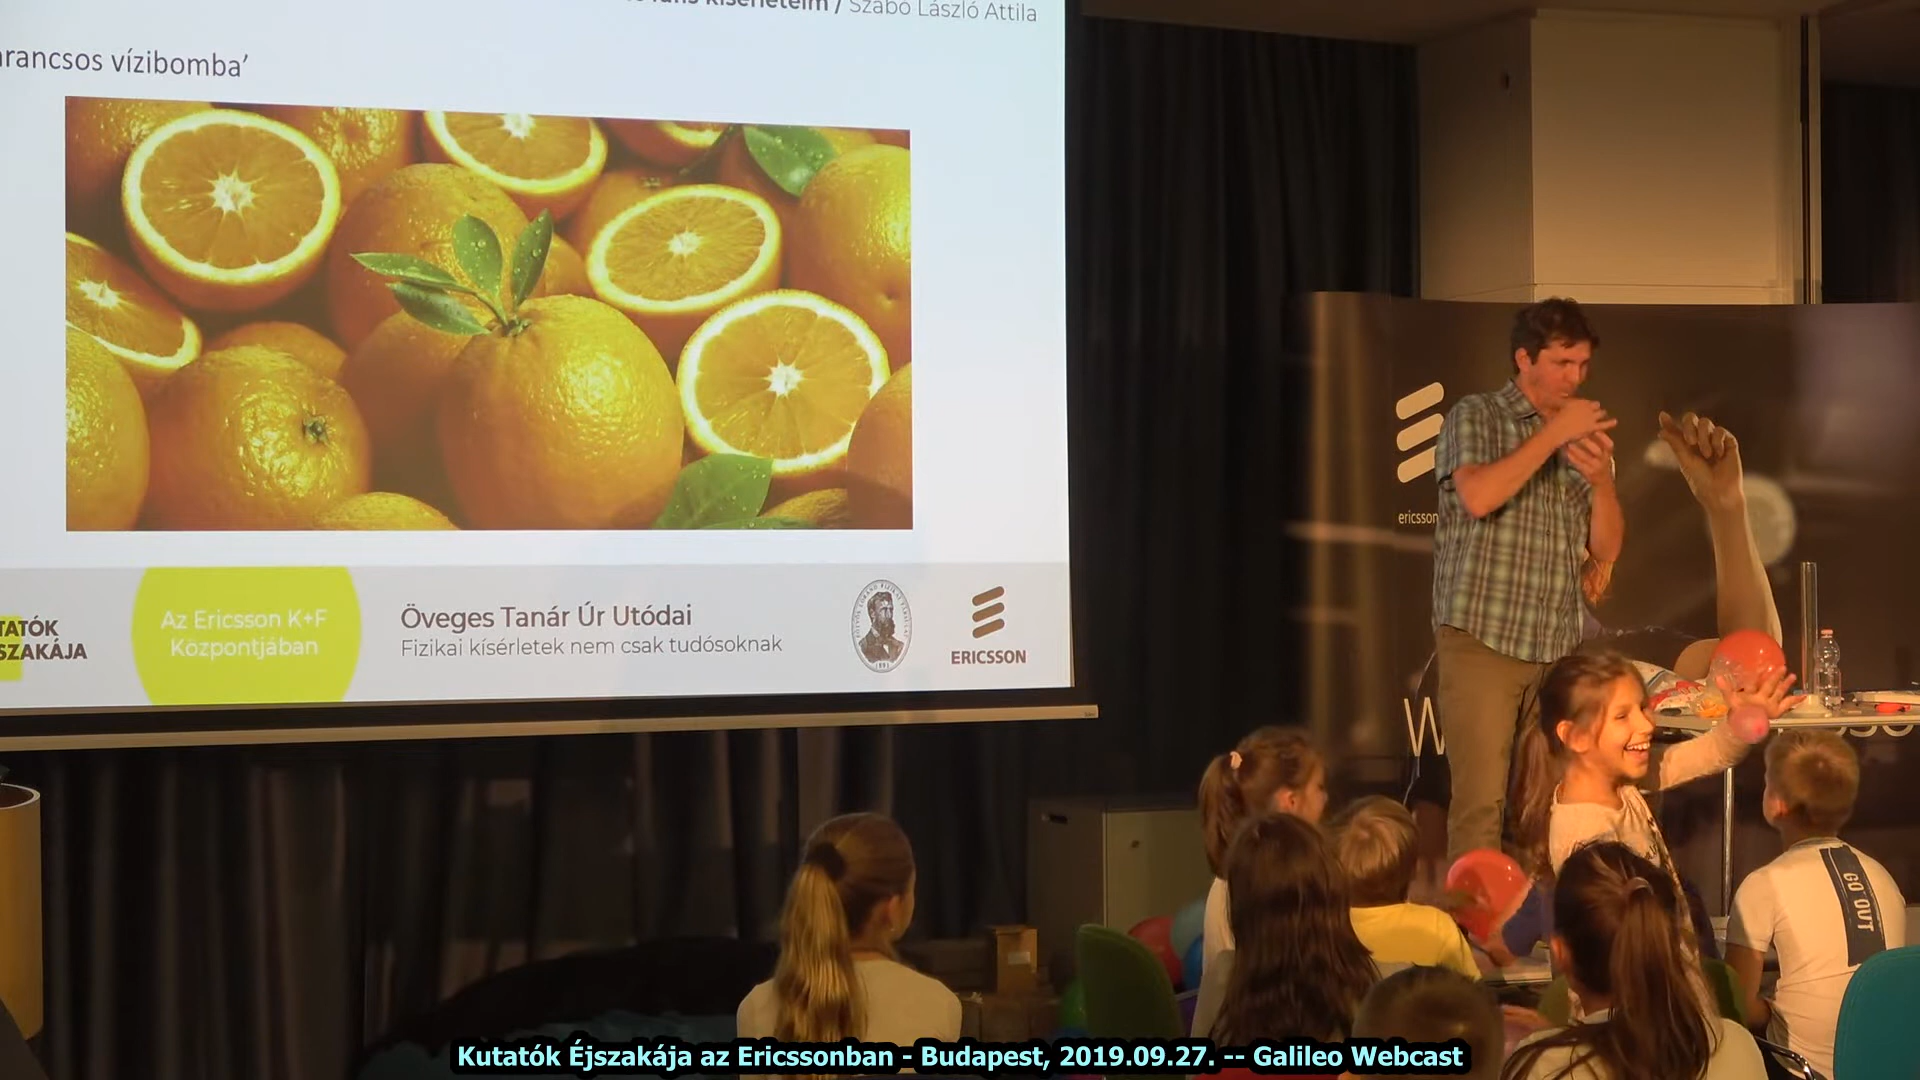 kísérleteim / Szabó László Attila
arancsos vízibomba’
TATÓK
SZAKÁJA
Az Ericsson K+F
Központjában
Öveges Tanár Úr Utódai
Fizikai kísérletek nem csak tudósoknak
ERICSSON
ericsson
W
GO OUT
Kutatók Éjszakája az Ericssonban - Budapest, 2019.09.27. -- Galileo Webcast